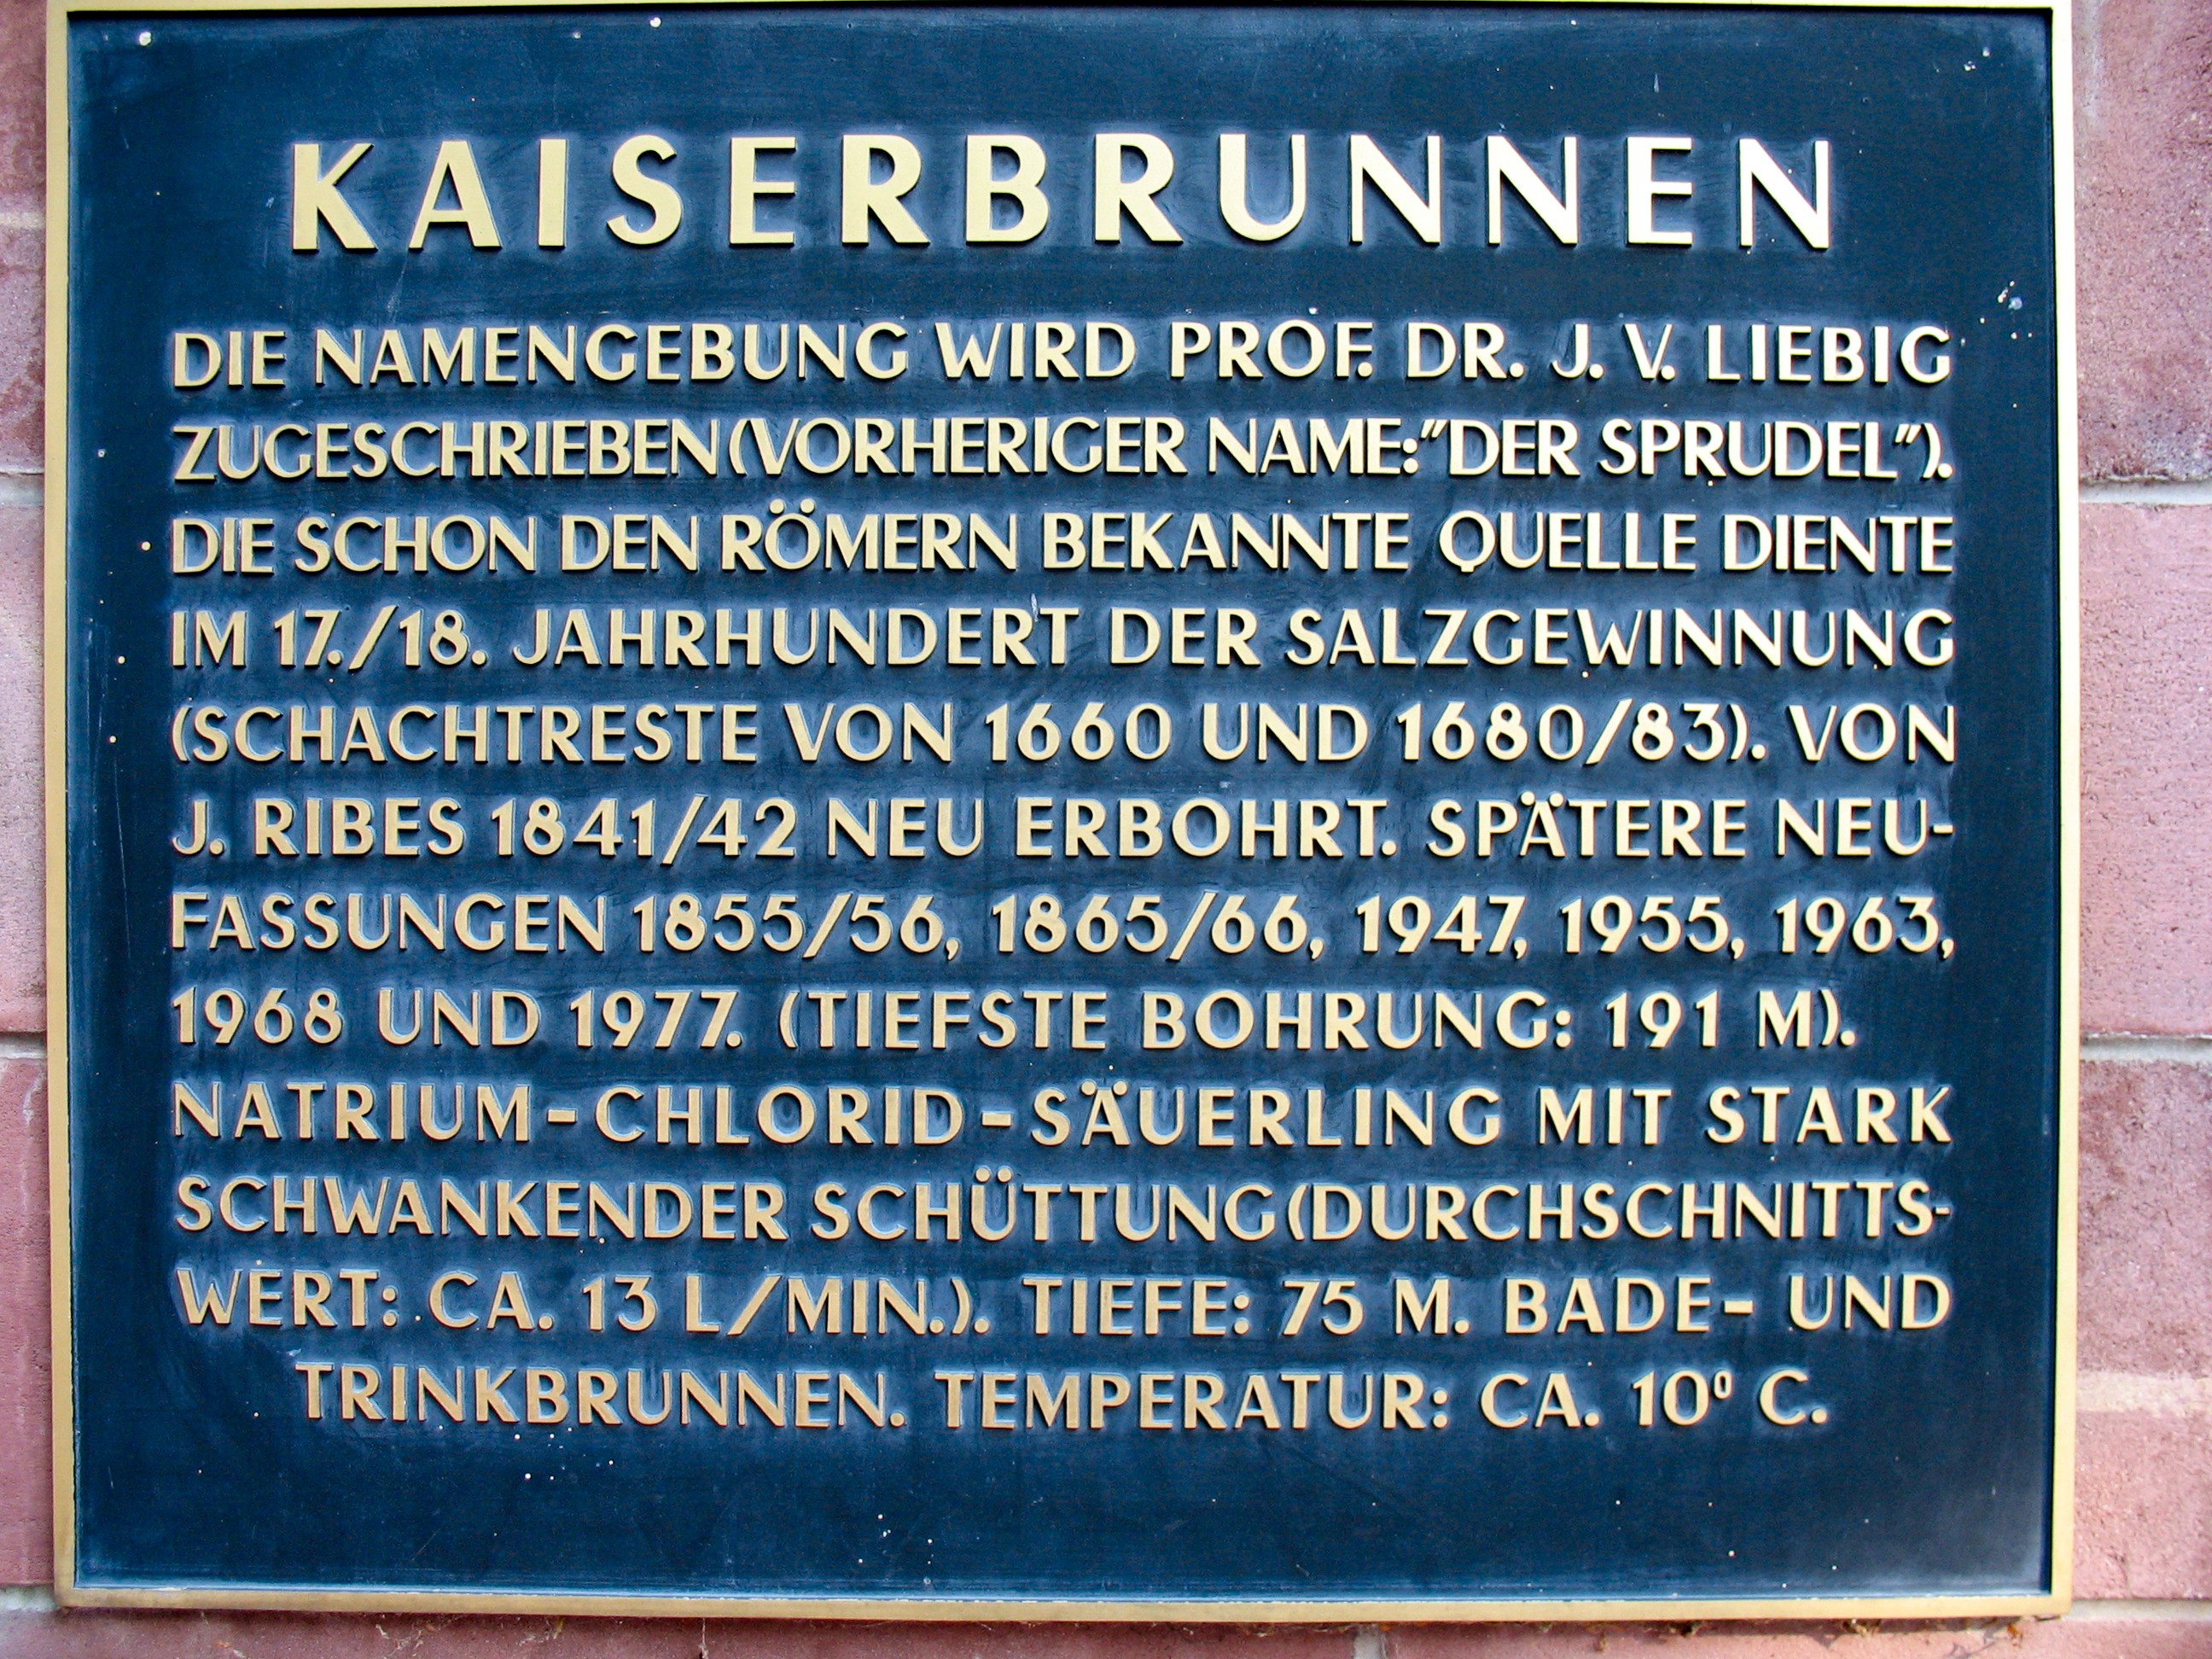 KAISERBRUNNEN
DIE NAMENGEBUNG WIRD PROF. DR. J. V. LIEBIG
ZUGESCHRIEBEN (VORHERIGER NAME: "DER SPRUDEL").
DIE SCHON DEN RÖMERN BEKANNTE QUELLE DIENTE
IM 17./18. JAHRHUNDERT DER SALZGEWINNUNG
(SCHACHTRESTE VON 1660 UND 1680/83). VON
J. RIBES 1841/42 NEU ERBOHRT. SPÄTERE NEU-
FASSUNGEN 1855/56, 1865/66, 1947, 1955, 1963,
1968 UND 1977. (TIEFSTE BOHRUNG: 191 M).
NATRIUM-CHLORID-SÄUERLING MIT STARK
SCHWANKENDER SCHÜTTUNG (DURCHSCHNITTS-
WERT: CA. 13 L/MIN.). TIEFE: 75 M. BADE- UND
TRINKBRUNNEN. TEMPERATUR: CA. 10° C.